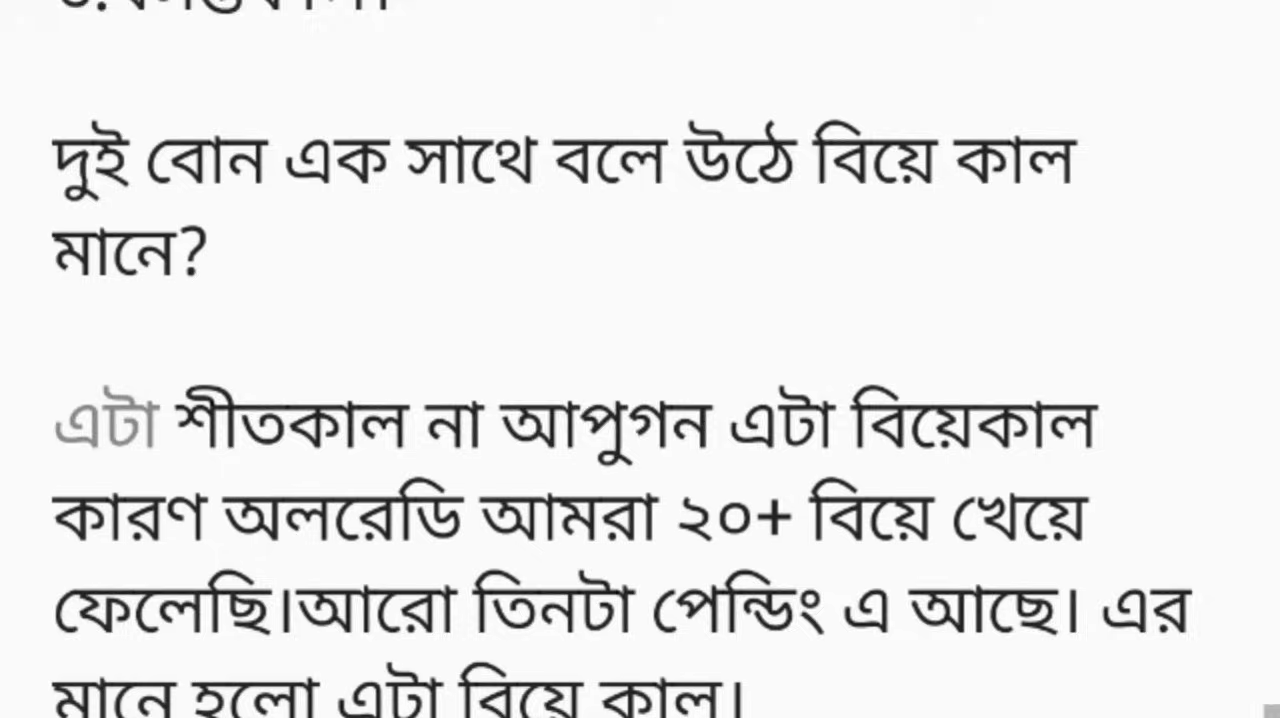 দুই বোন এক সাথে বলে উঠে বিয়ে কাল
মানে?
এটা শীতকাল না আপুগন এটা বিয়েকাল
কারণ অলরেডি আমরা ২০+ বিয়ে খেয়ে
ফেলেছি।আরো তিনটা পেন্ডিং এ আছে। এর
মানে হলো এটা বিয়ে কাল।